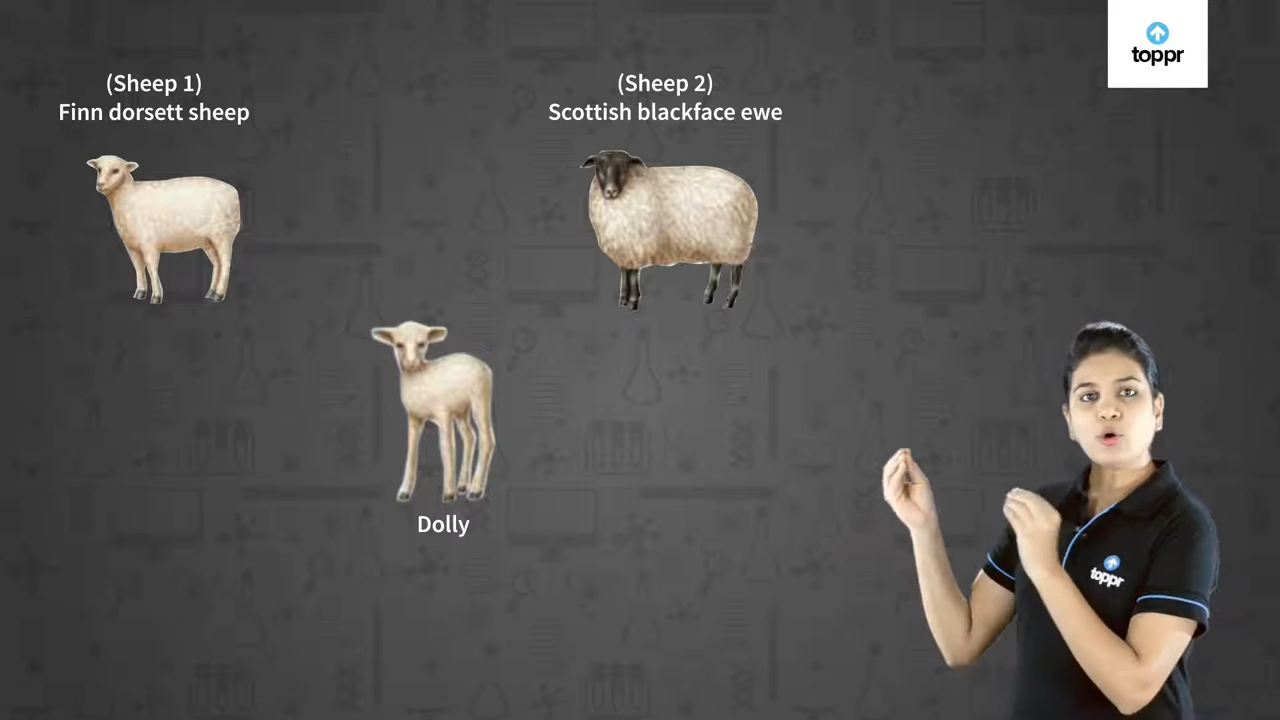 (Sheep 1)
Finn dorsett sheep
(Sheep 2)
Scottish blackface ewe
toppr
Dolly
toppr